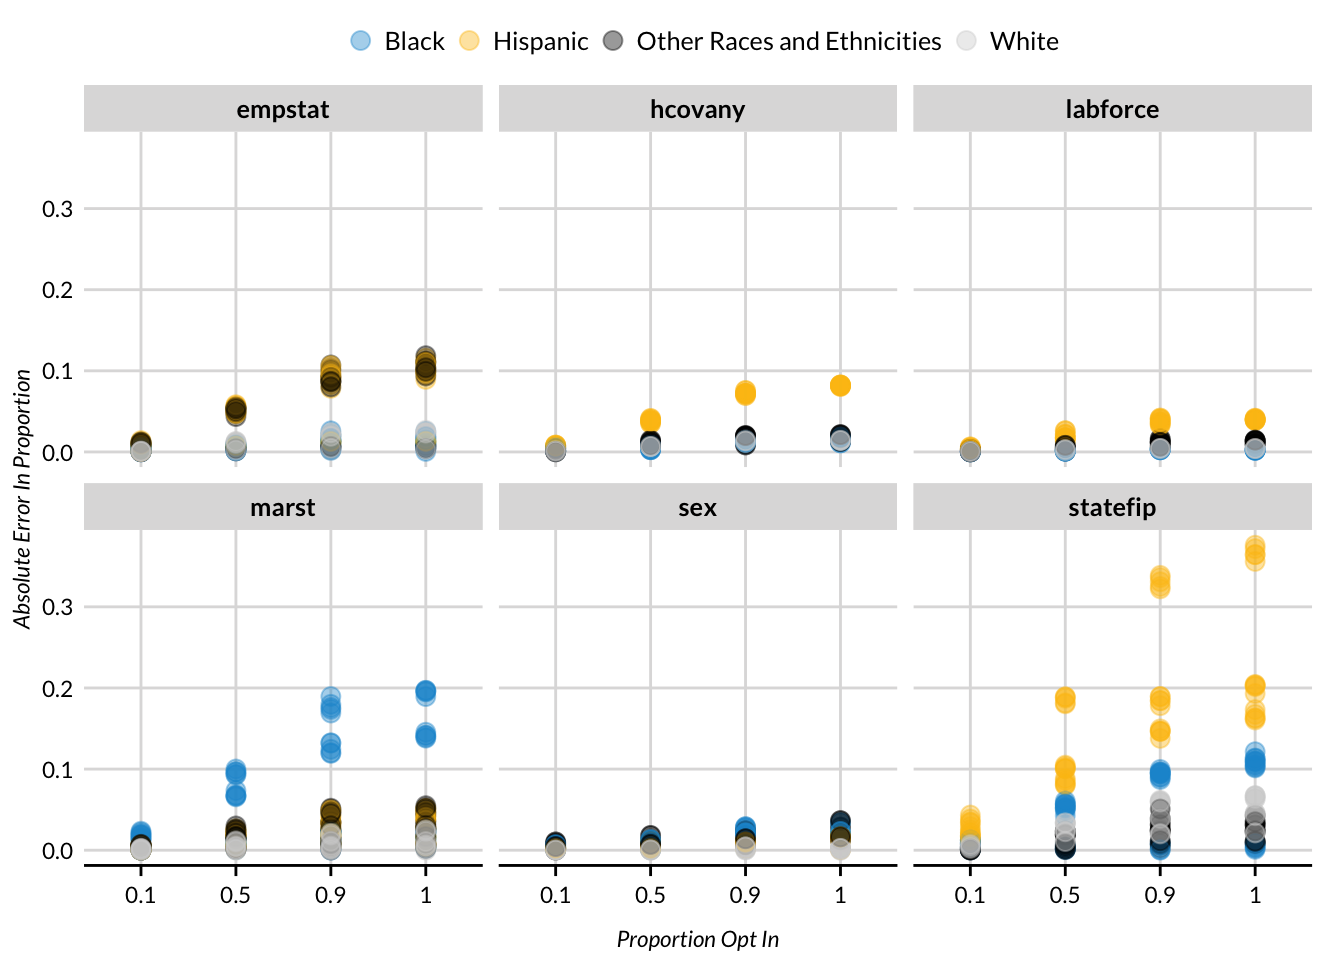 Black Hispanic Other Races and Ethnicities White
empstat hcovany labforce
0.3
0.2
0.1
0.0
Absolute Error In Proportion
marst sex statefip
0.3
0.2
0.1
0.0
0.1 0.5 0.9 1 0.1 0.5 0.9 1 0.1 0.5 0.9 1
Proportion Opt In